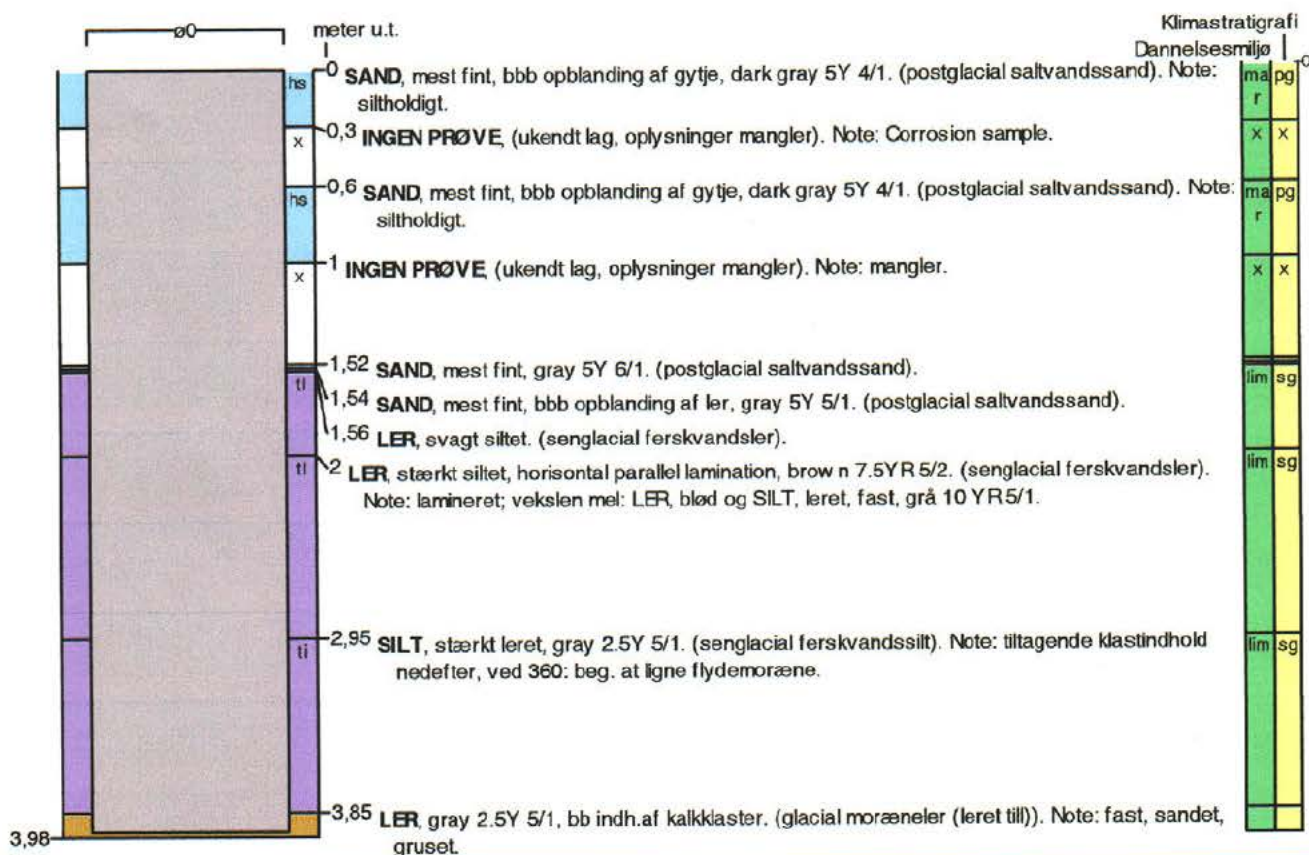 ø0
meter u.t.
Klimastratigrafi
Dannelsesmiljø
0
hs
0 SAND, mest fint, bbb opblanding af gytje, dark gray 5Y 4/1. (postglacial saltvandssand). Note:
siltholdigt.
ma pg
r
x
0,3 INGEN PRØVE, (ukendt lag, oplysninger mangler). Note: Corrosion sample.
x x
hs
0,6 SAND, mest fint, bbb opblanding af gytje, dark gray 5Y 4/1. (postglacial saltvandssand). Note:
siltholdigt.
ma pg
r
x
1 INGEN PRØVE, (ukendt lag, oplysninger mangler). Note: mangler.
x x
1,52 SAND, mest fint, gray 5Y 6/1. (postglacial saltvandssand).
tl
lim sg
1,54 SAND, mest fint, bbb opblanding af ler, gray 5Y 5/1. (postglacial saltvandssand).
1,56 LER, svagt siltet. (senglacial ferskvandsler).
tl
2 LER, stærkt siltet, horisontal parallel lamination, brow n 7.5YR 5/2. (senglacial ferskvandsler).
Note: lamineret; vekslen mel: LER, blød og SILT, leret, fast, grå 10 YR5/1.
lim sg
ti
2,95 SILT, stærkt leret, gray 2.5Y 5/1. (senglacial ferskvandssilt). Note: tiltagende klastindhold
nedefter, ved 360: beg. at ligne flydemoræne.
lim sg
3,85 LER, gray 2.5Y 5/1, bb indh.af kalkklaster. (glacial moræneler (leret till)). Note: fast, sandet,
gruset.
3,98